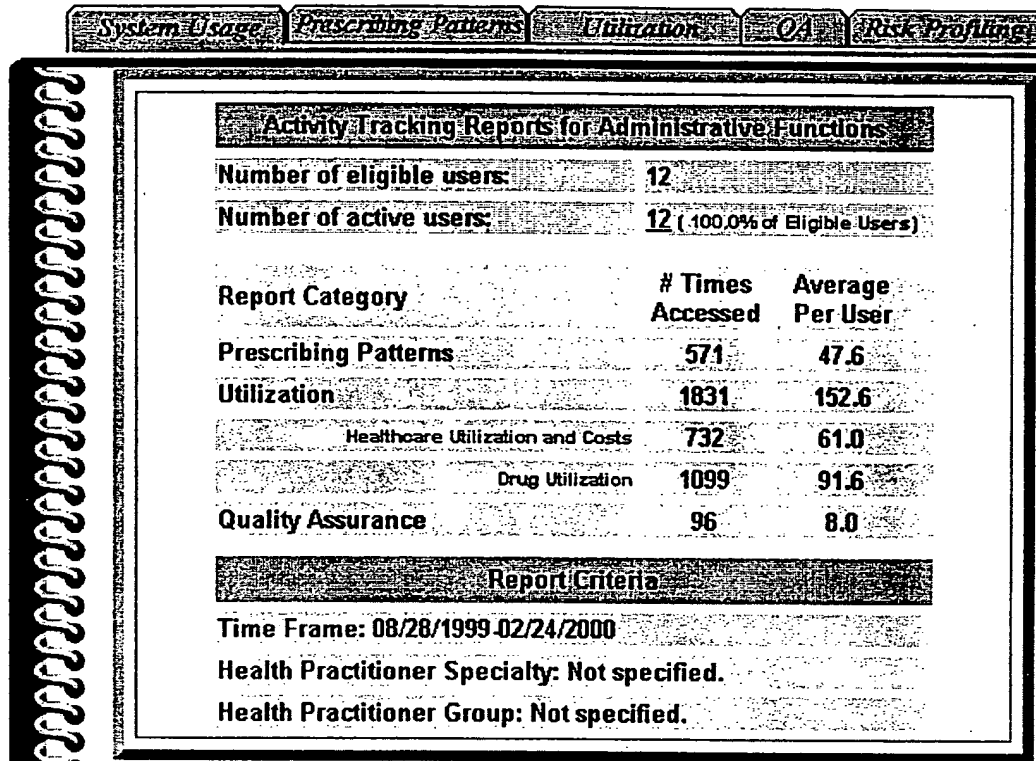 System Usage Prescribing Patterns Utilization QA Risk Profiling
Activity Tracking Reports for Administrative Functions
Number of eligible users: 12
Number of active users: 12 ( 100.0% of Eligible Users)
Report Category # Times Accessed Average Per User
Prescribing Patterns 571 47.6
Utilization 1831 152.6
Healthcare Utilization and Costs 732 61.0
Drug Utilization 1099 91.6
Quality Assurance 96 8.0
Report Criteria
Time Frame: 08/28/1999-02/24/2000
Health Practitioner Specialty: Not specified.
Health Practitioner Group: Not specified.